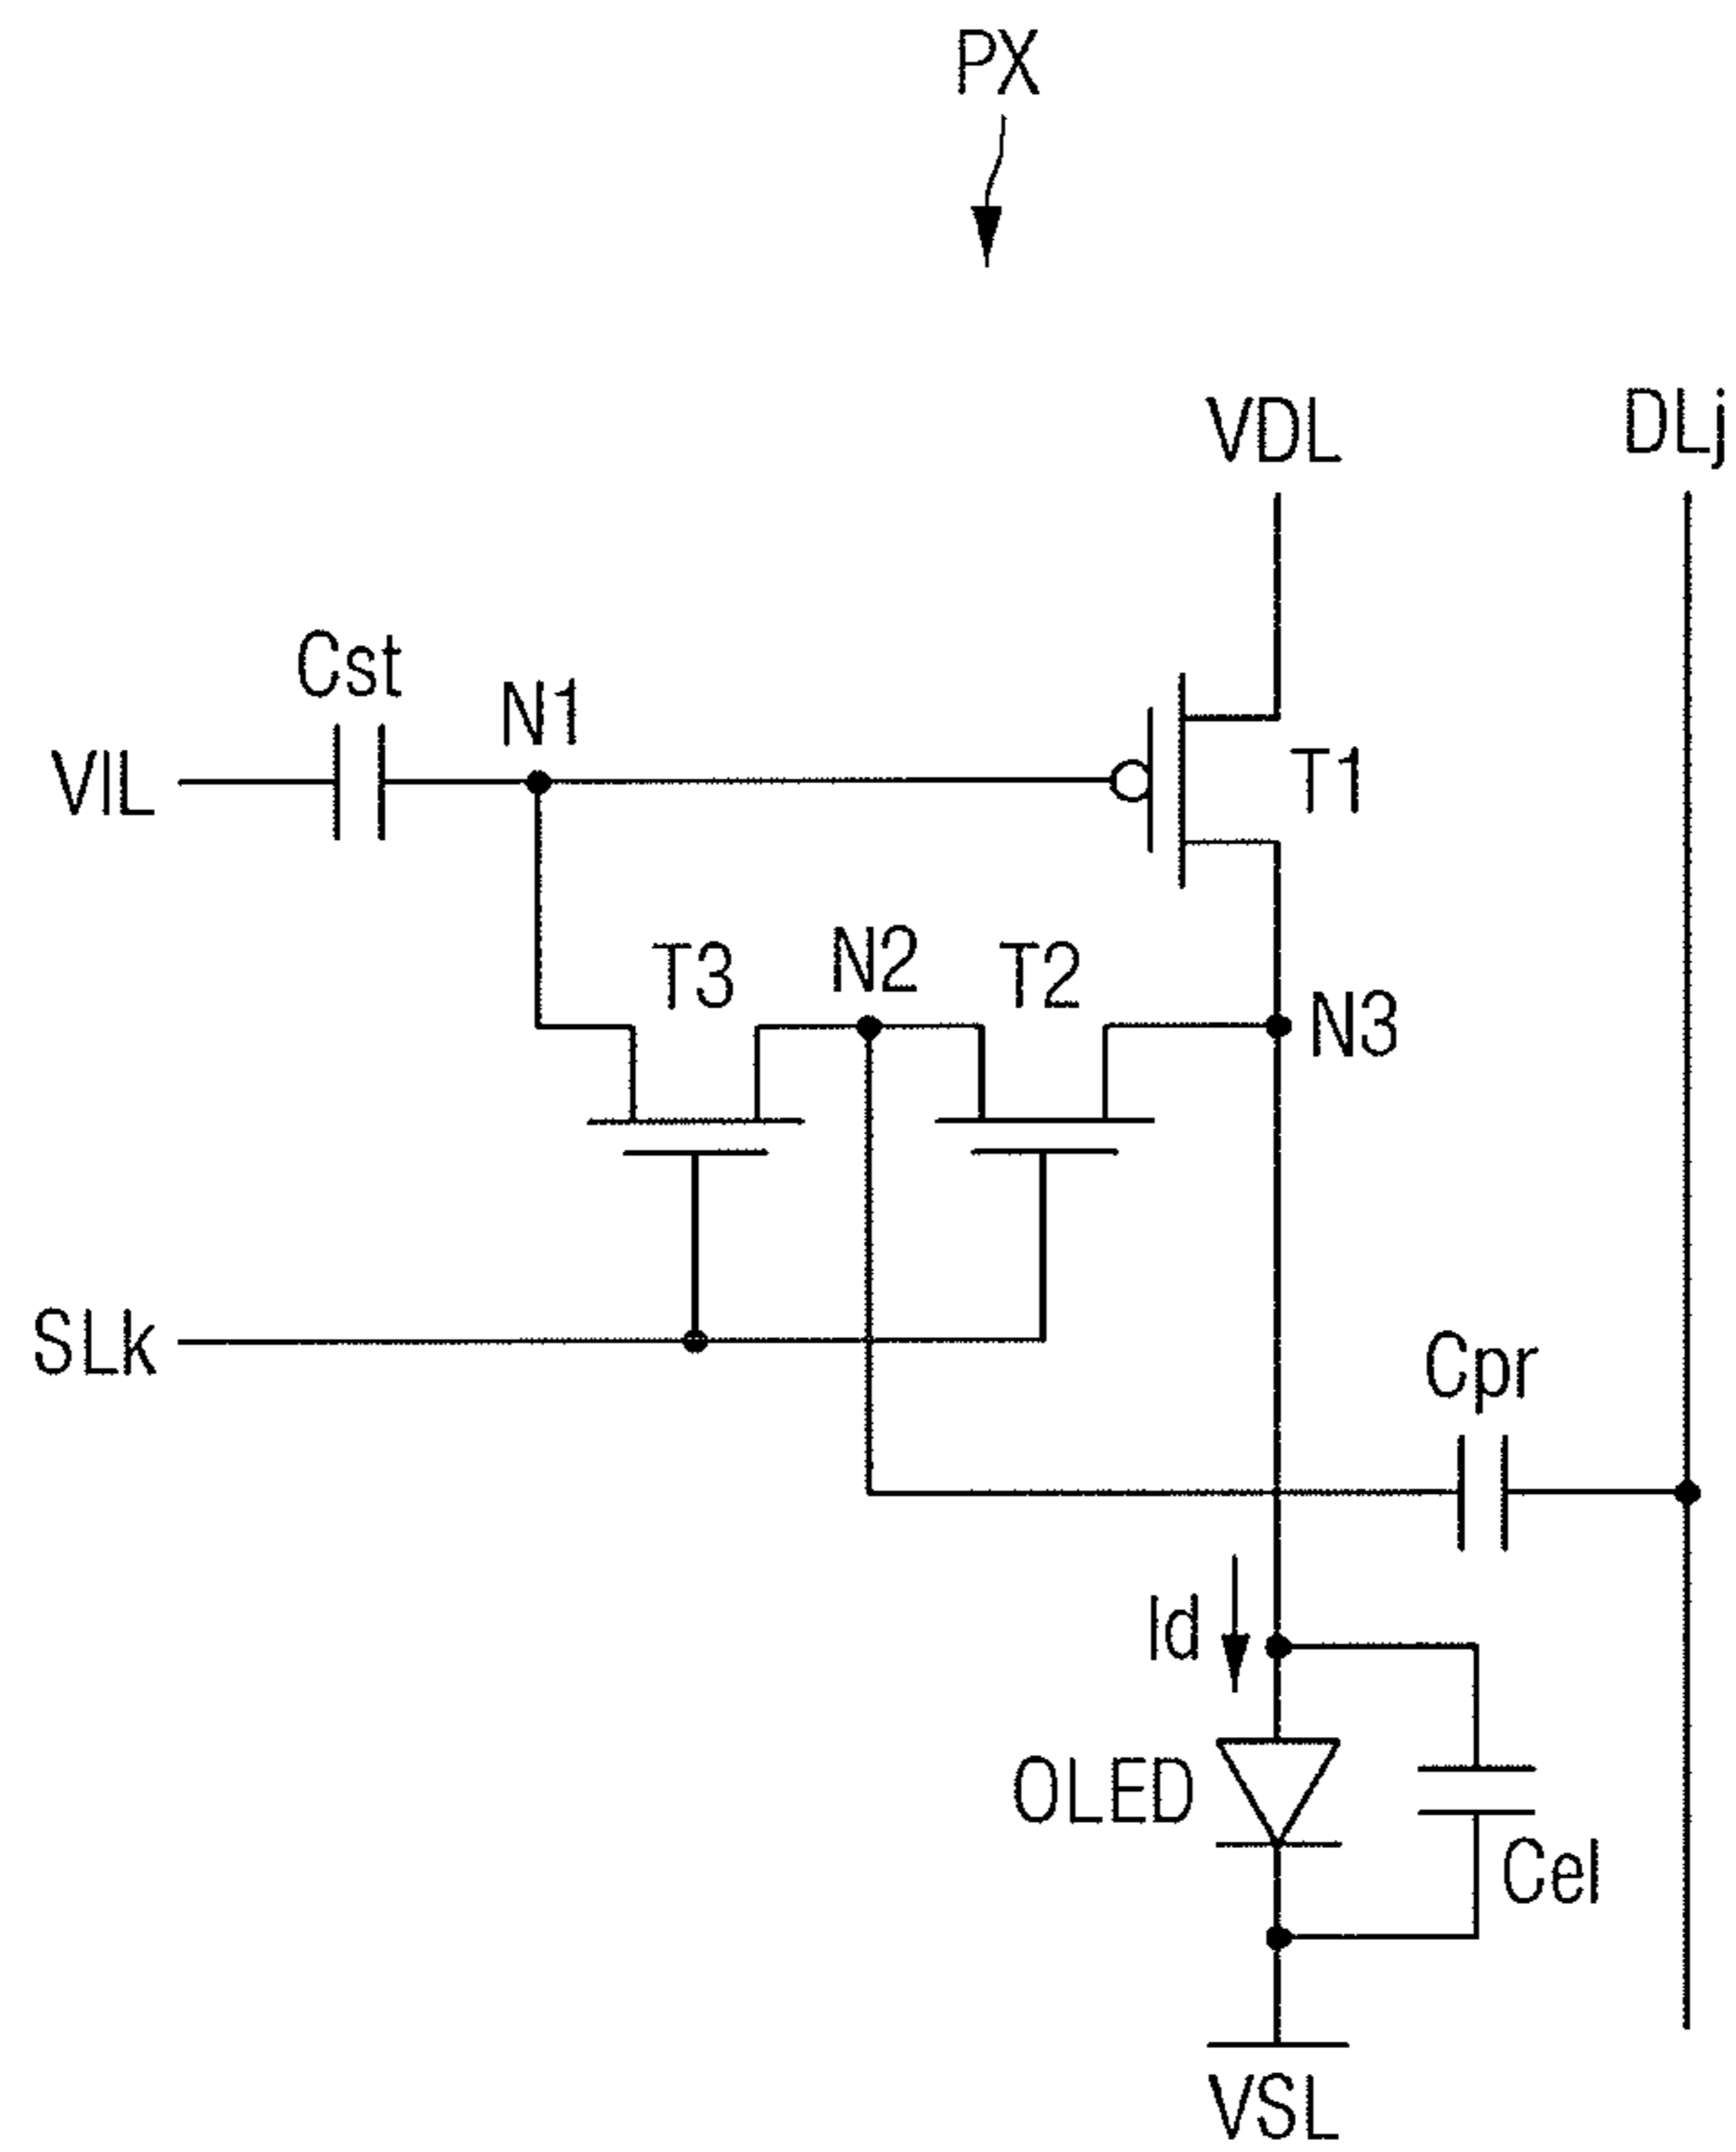 PX
VDL
DLj
Cst
N1
VIL
T1
T3
N2
T2
N3
SLk
Cpr
Id
OLED
Cel
VSL